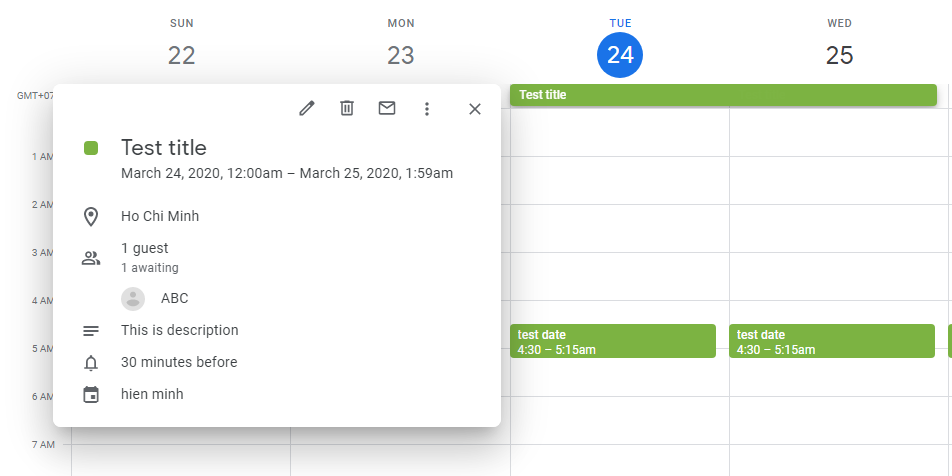 SUN MON TUE WED
22 23 24 25
GMT+07
Test title
1 AM
2 AM
3 AM
4 AM
5 AM
6 AM
7 AM
Test title
March 24, 2020, 12:00am – March 25, 2020, 1:59am
Ho Chi Minh
1 guest
1 awaiting
ABC
This is description
30 minutes before
hien minh
test date
4:30 – 5:15am
test date
4:30 – 5:15am